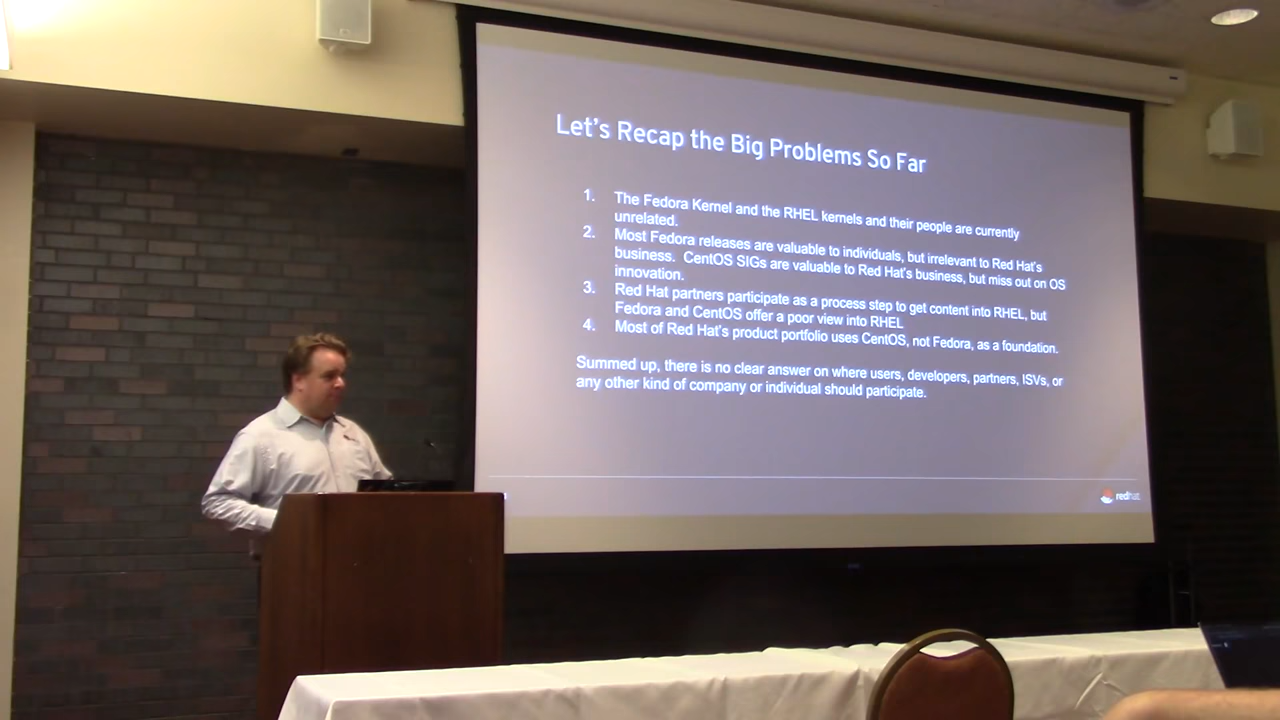 Let's Recap the Big Problems So Far
1. The Fedora Kernel and the RHEL kernels and their people are currently
unrelated.
2. Most Fedora releases are valuable to individuals, but irrelevant to Red Hat's
business. CentOS SIGs are valuable to Red Hat's business, but miss out on OS
innovation.
3. Red Hat partners participate as a process step to get content into RHEL, but
Fedora and CentOS offer a poor view into RHEL
4. Most of Red Hat's product portfolio uses CentOS, not Fedora, as a foundation.
Summed up, there is no clear answer on where users, developers, partners, ISVs, or
any other kind of company or individual should participate.
redhat